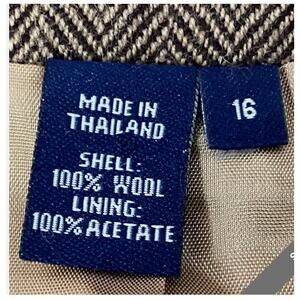 MADE IN
THAILAND
SHELL:
100% WOOL
LINING:
100% ACETATE
16